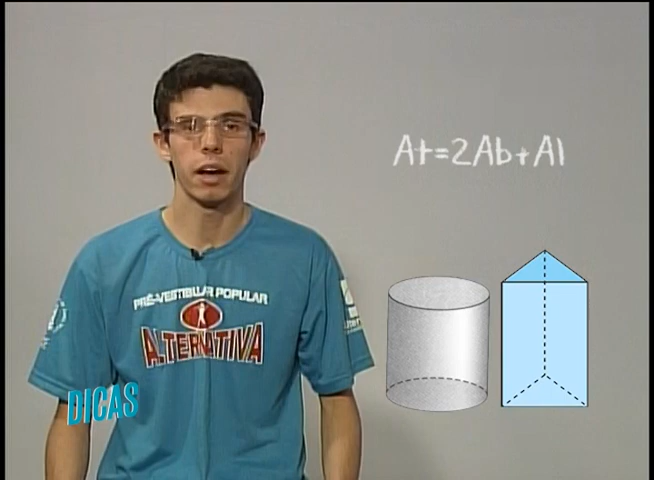 At=2Ab+Al
PRÉ-VESTIBULAR POPULAR
ALTERNATIVA
DICAS